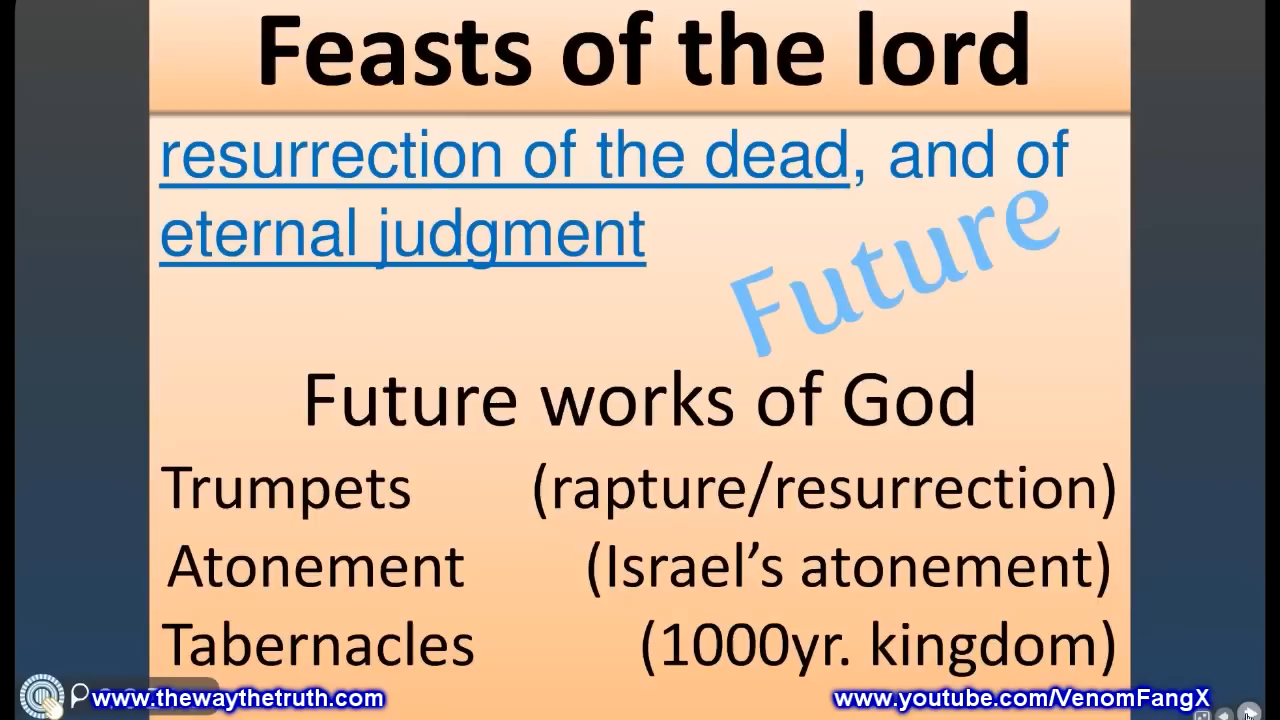 Feasts of the lord
resurrection of the dead, and of
eternal judgment
Future
Future works of God
Trumpets (rapture/resurrection)
Atonement (Israel’s atonement)
Tabernacles (1000yr. kingdom)
www.thewaythetruth.com www.youtube.com/VenomFangX